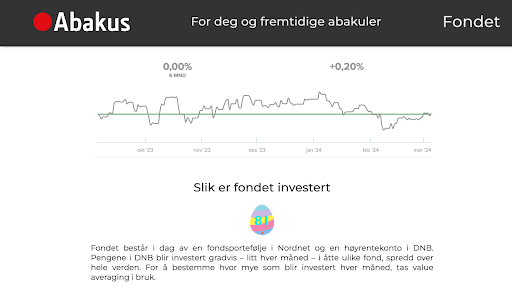 Abakus
For deg og fremtidige abakuler
Fondet
0,00%
6 MND
+0,20%
okt '23
nov '23
des '23
jan '24
feb '24
mar '24
Slik er fondet investert
8!
Fondet består i dag av en fondsportefølje i Nordnet og en høyrentekonto i DNB.
Pengene i DNB blir investert gradvis – litt hver måned – i åtte ulike fond, spredd over
hele verden. For å bestemme hvor mye som blir investert hver måned, tas value
averaging i bruk.